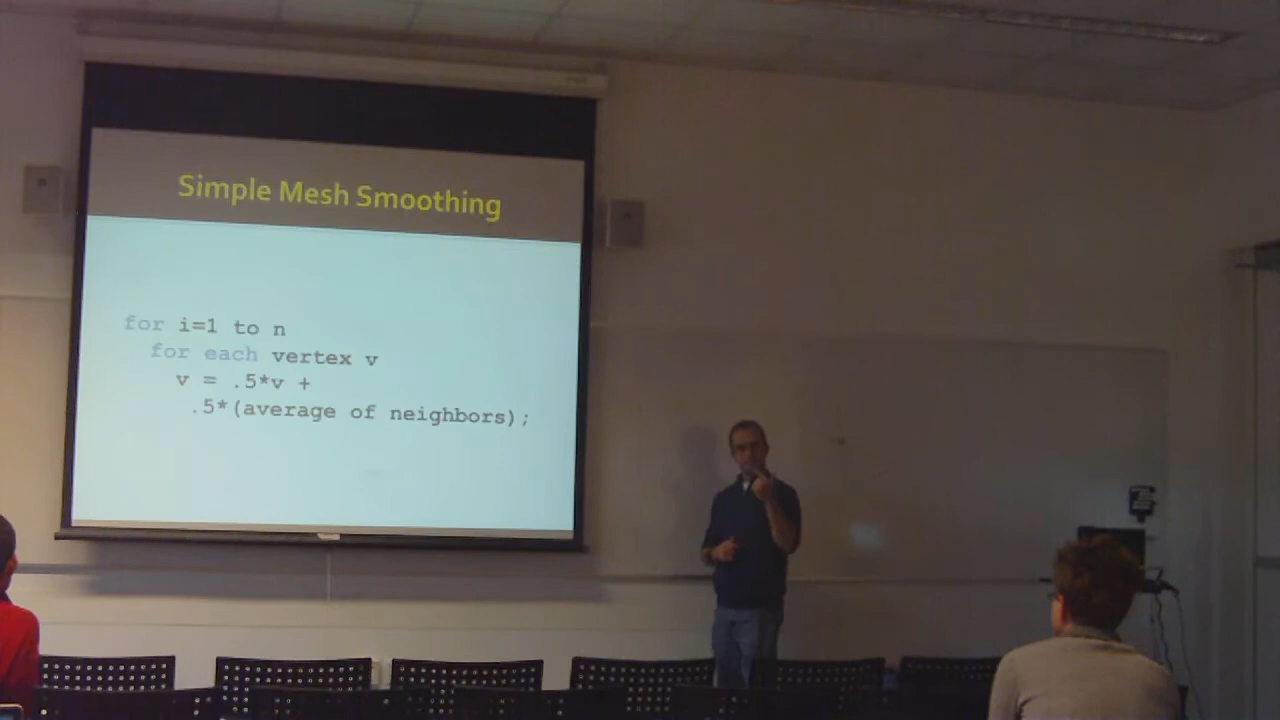 Simple Mesh Smoothing
for i=1 to n
for each vertex v
v = .5*v +
.5*(average of neighbors);